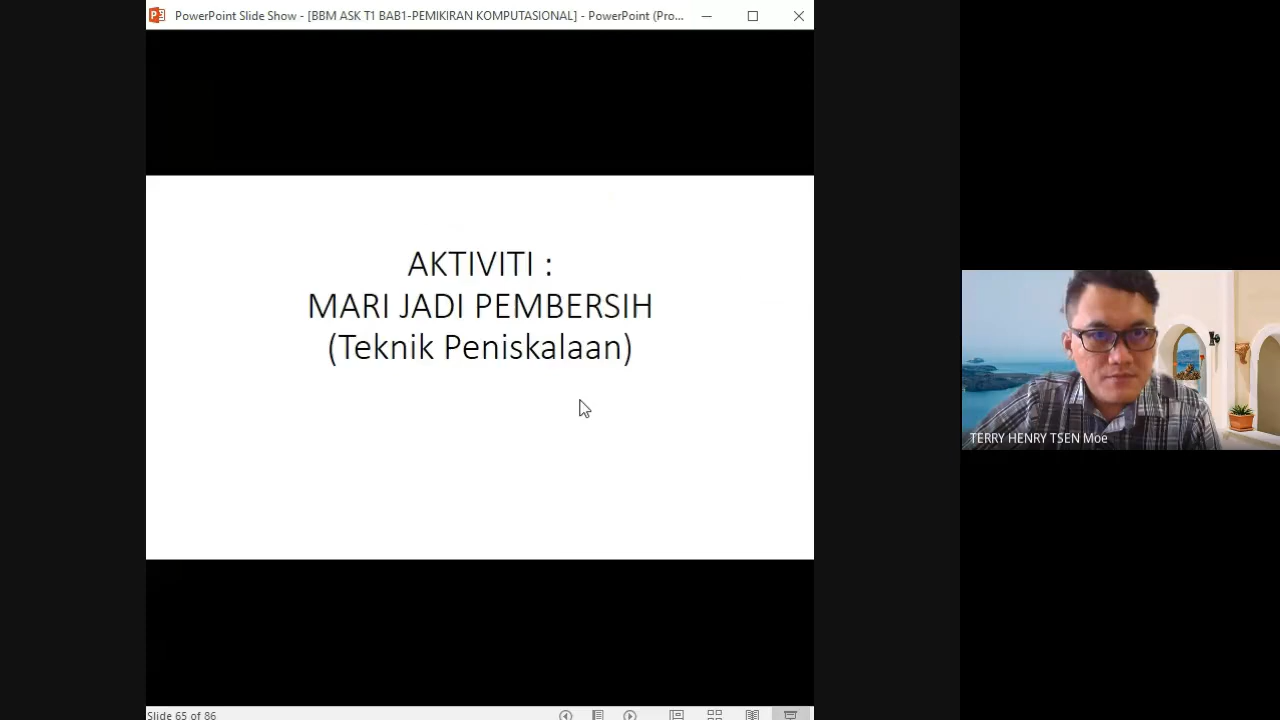 PowerPoint Slide Show - [BBM ASK T1 BAB1-PEMIKIRAN KOMPUTASIONAL] - PowerPoint (Pro...
AKTIVITI :
MARI JADI PEMBERSIH
(Teknik Peniskalaan)
TERRY HENRY TSEN Moe
Slide 65 of 86